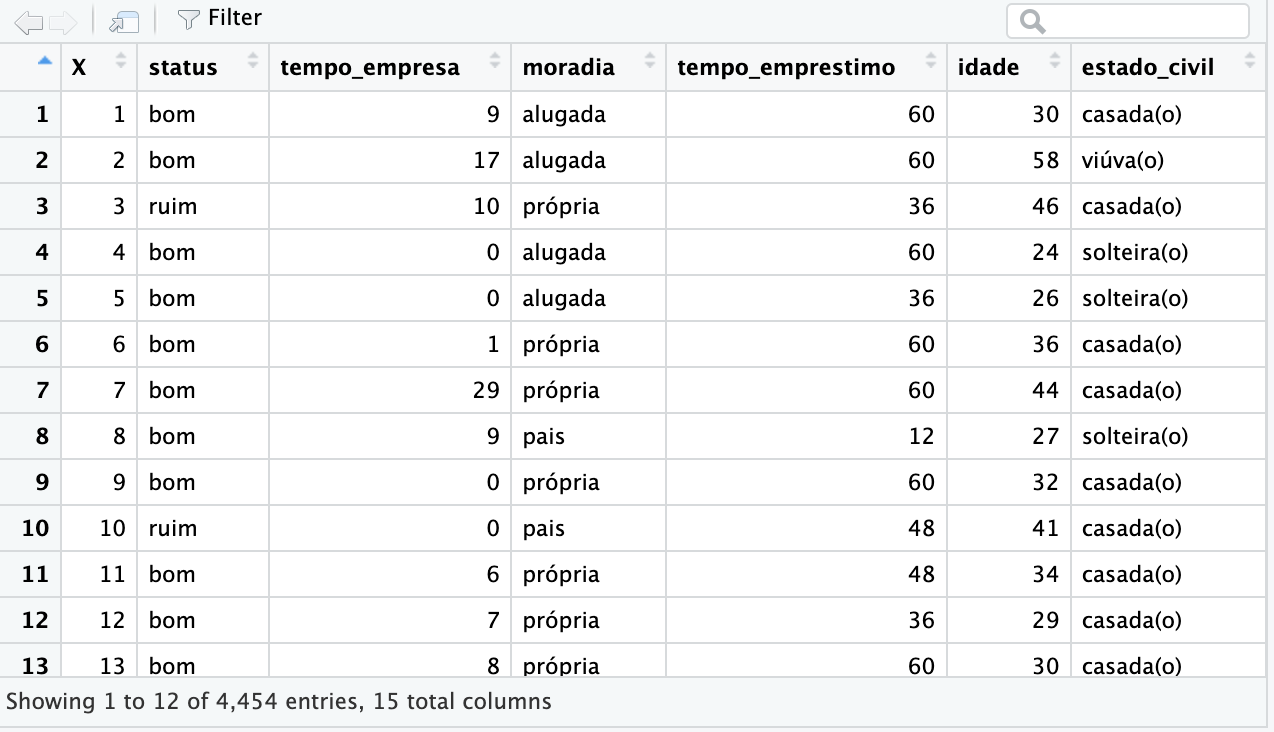 Filter
X status tempo_empresa moradia tempo_emprestimo idade estado_civil
1 1 bom 9 alugada 60 30 casada(o)
2 2 bom 17 alugada 60 58 viúva(o)
3 3 ruim 10 própria 36 46 casada(o)
4 4 bom 0 alugada 60 24 solteira(o)
5 5 bom 0 alugada 36 26 solteira(o)
6 6 bom 1 própria 60 36 casada(o)
7 7 bom 29 própria 60 44 casada(o)
8 8 bom 9 pais 12 27 solteira(o)
9 9 bom 0 própria 60 32 casada(o)
10 10 ruim 0 pais 48 41 casada(o)
11 11 bom 6 própria 48 34 casada(o)
12 12 bom 7 própria 36 29 casada(o)
13 13 bom 8 própria 60 30 casada(o)
Showing 1 to 12 of 4,454 entries, 15 total columns